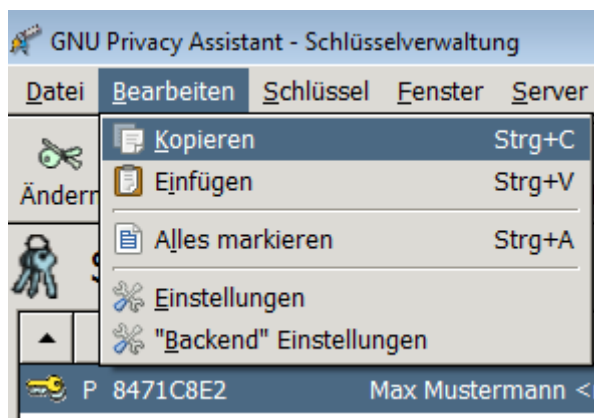 GNU Privacy Assistant - Schlüsselverwaltung
Datei Bearbeiten Schlüssel Fenster Server
Kopieren Strg+C
Ändern
Einfügen Strg+V
Alles markieren Strg+A
Einstellungen
"Backend" Einstellungen
P 8471C8E2 Max Mustermann <